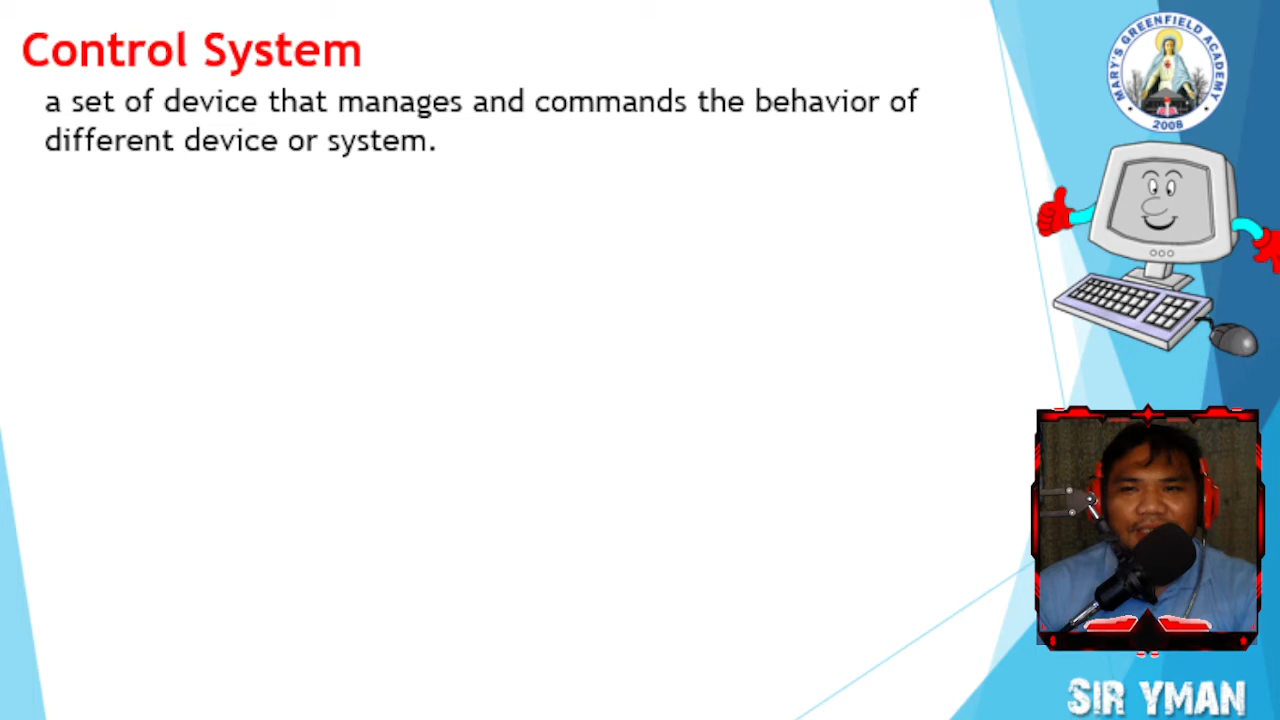 Control System
a set of device that manages and commands the behavior of
different device or system.
MARY'S GREENFIELD ACADEMY
2008
SIR YMAN